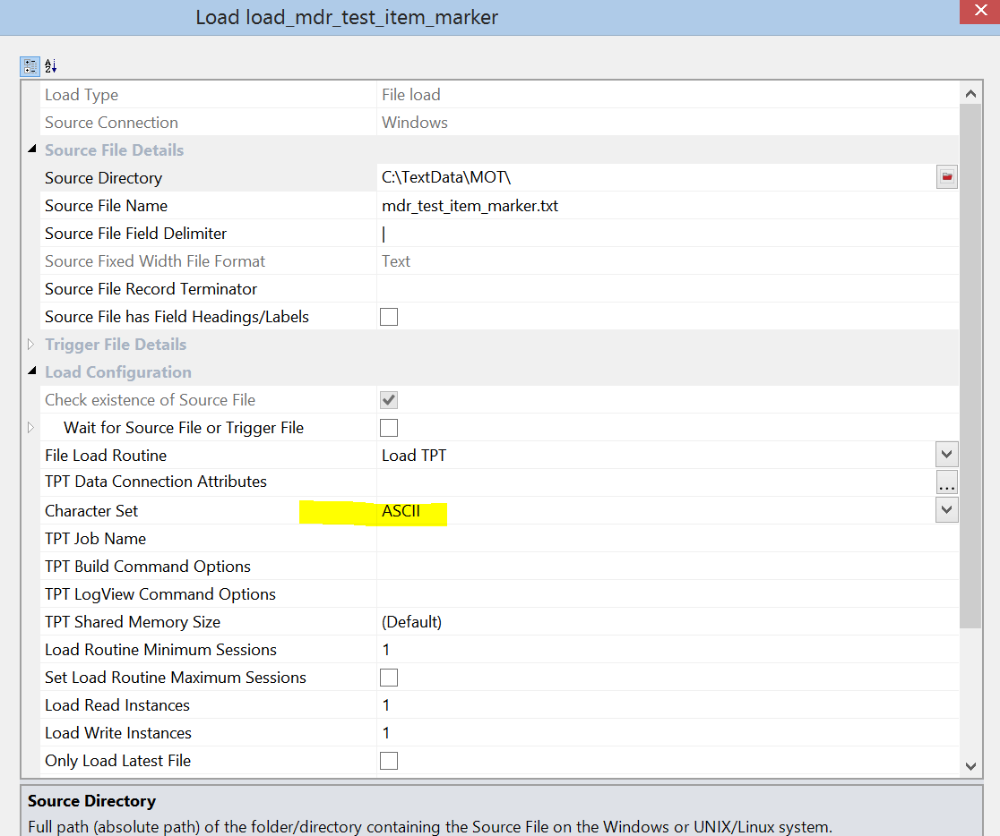 Load load_mdr_test_item_marker
Load Type File load
Source Connection Windows
Source File Details
Source Directory C:\TextData\MOT\
Source File Name mdr_test_item_marker.txt
Source File Field Delimiter |
Source Fixed Width File Format Text
Source File Record Terminator
Source File has Field Headings/Labels
Trigger File Details
Load Configuration
Check existence of Source File
Wait for Source File or Trigger File
File Load Routine Load TPT
TPT Data Connection Attributes ...
Character Set ASCII
TPT Job Name
TPT Build Command Options
TPT LogView Command Options
TPT Shared Memory Size (Default)
Load Routine Minimum Sessions 1
Set Load Routine Maximum Sessions
Load Read Instances 1
Load Write Instances 1
Only Load Latest File
Source Directory
Full path (absolute path) of the folder/directory containing the Source File on the Windows or UNIX/Linux system.